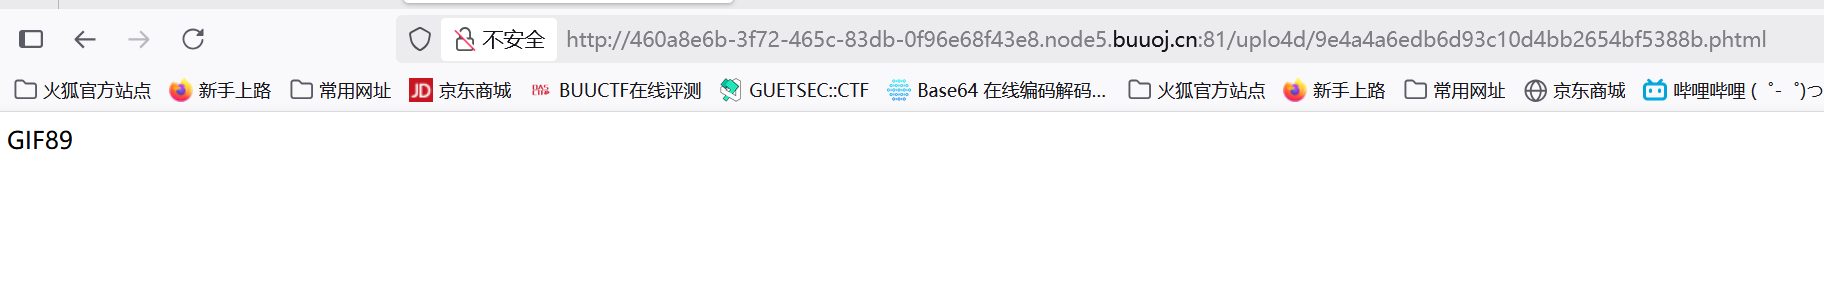 不安全 http://460a8e6b-3f72-465c-83db-0f96e68f43e8.node5.buuoj.cn:81/uplo4d/9e4a4a6edb6d93c10d4bb2654bf5388b.phtml
火狐官方站点 新手上路 常用网址 JD 京东商城 BUUCTF在线评测 GUETSEC::CTF Base64 在线编码解码... 火狐官方站点 新手上路 常用网址 京东商城 哔哩哔哩 ( ゜- ゜)つ
GIF89